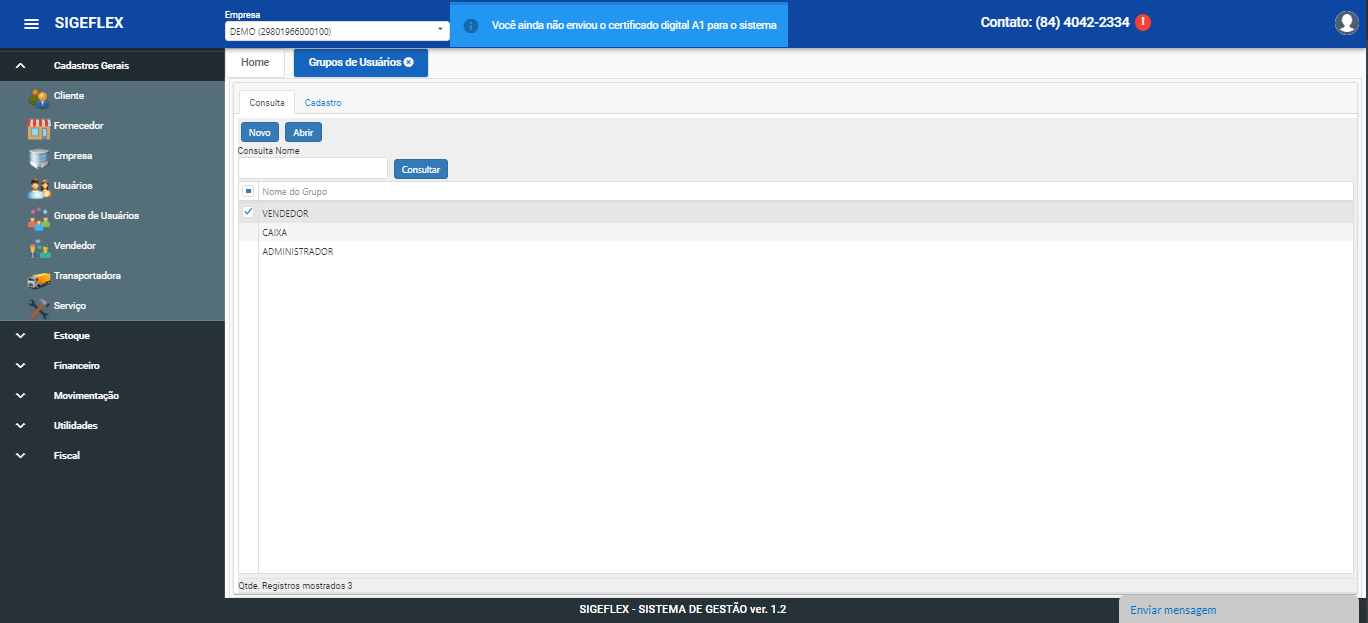 SIGEFLEX
Empresa
DEMO (29801966000100)
Você ainda não enviou o certificado digital A1 para o sistema
Contato: (84) 4042-2334
Cadastros Gerais
Cliente
Fornecedor
Empresa
Usuários
Grupos de Usuários
Vendedor
Transportadora
Serviço
Estoque
Financeiro
Movimentação
Utilidades
Fiscal
Home
Grupos de Usuários
Consulta
Cadastro
Novo
Abrir
Consulta Nome
Consultar
Nome do Grupo
VENDEDOR
CAIXA
ADMINISTRADOR
Qtde. Registros mostrados 3
SIGEFLEX - SISTEMA DE GESTÃO ver. 1.2
Enviar mensagem